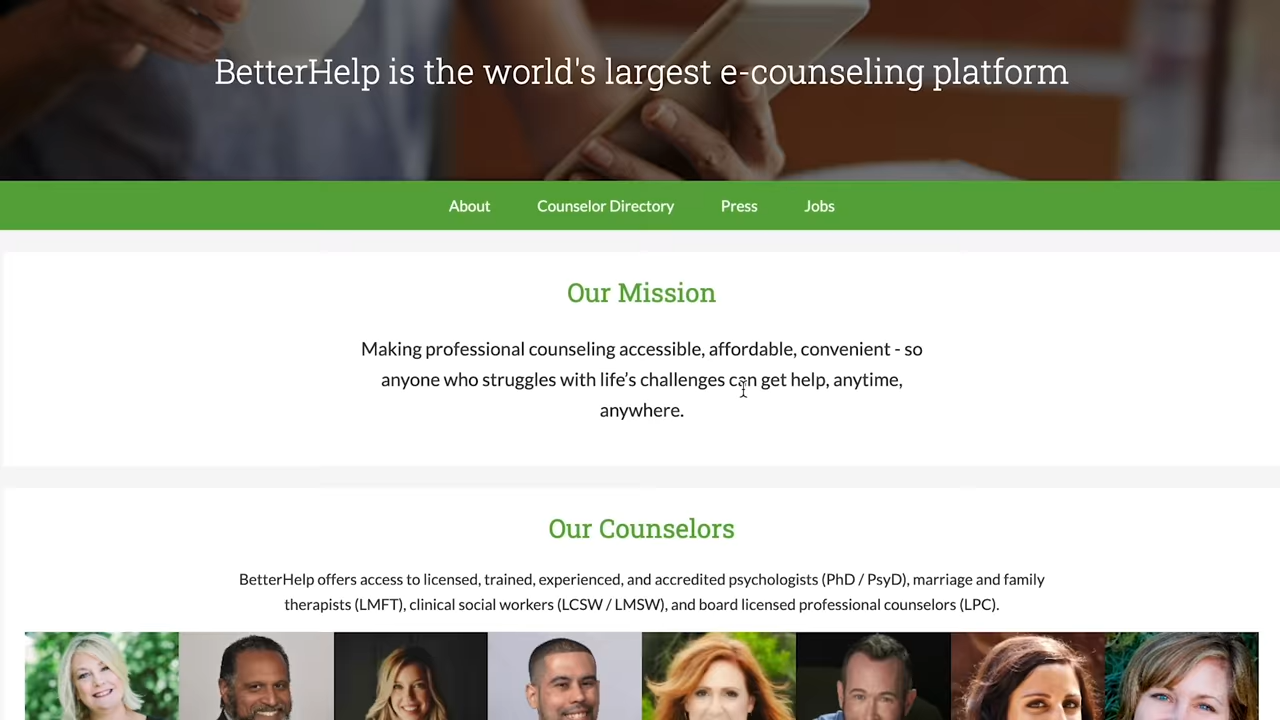 BetterHelp is the world's largest e-counseling platform
About Counselor Directory Press Jobs
Our Mission
Making professional counseling accessible, affordable, convenient - so
anyone who struggles with life’s challenges can get help, anytime,
anywhere.
Our Counselors
BetterHelp offers access to licensed, trained, experienced, and accredited psychologists (PhD / PsyD), marriage and family
therapists (LMFT), clinical social workers (LCSW / LMSW), and board licensed professional counselors (LPC).